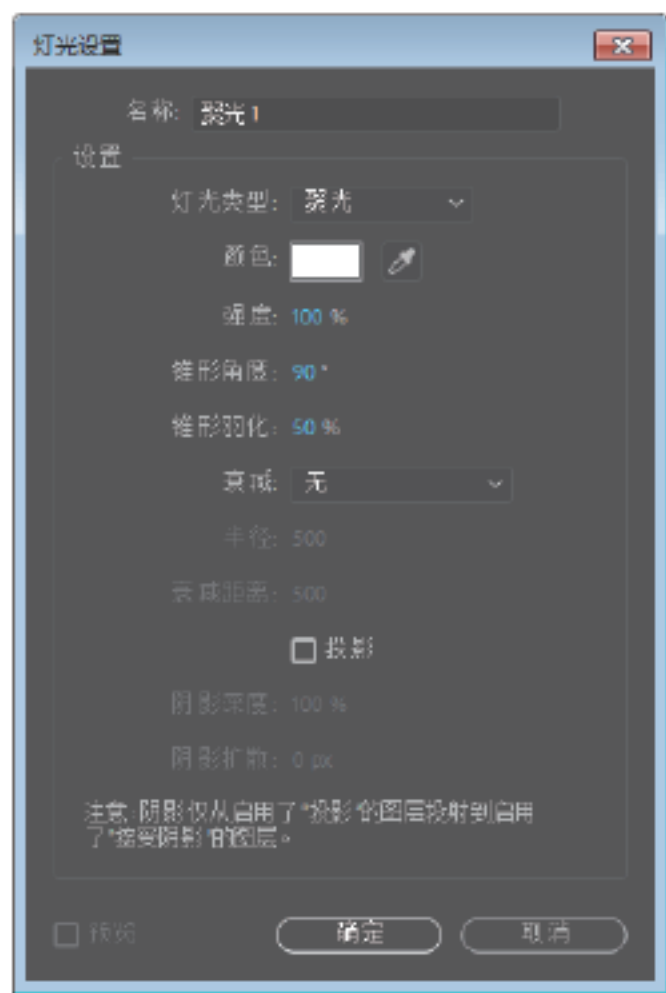 灯光设置
名称: 聚光 1
设置
灯光类型: 聚光
颜色:
强度: 100 %
锥形角度: 90 °
锥形羽化: 50 %
衰减: 无
半径: 500
衰减距离: 500
投影
阴影深度: 100 %
阴影扩散: 0 px
注意:阴影仅从启用了"投影"的图层投射到启用
了"接受阴影"的图层。
预览 确定 取消